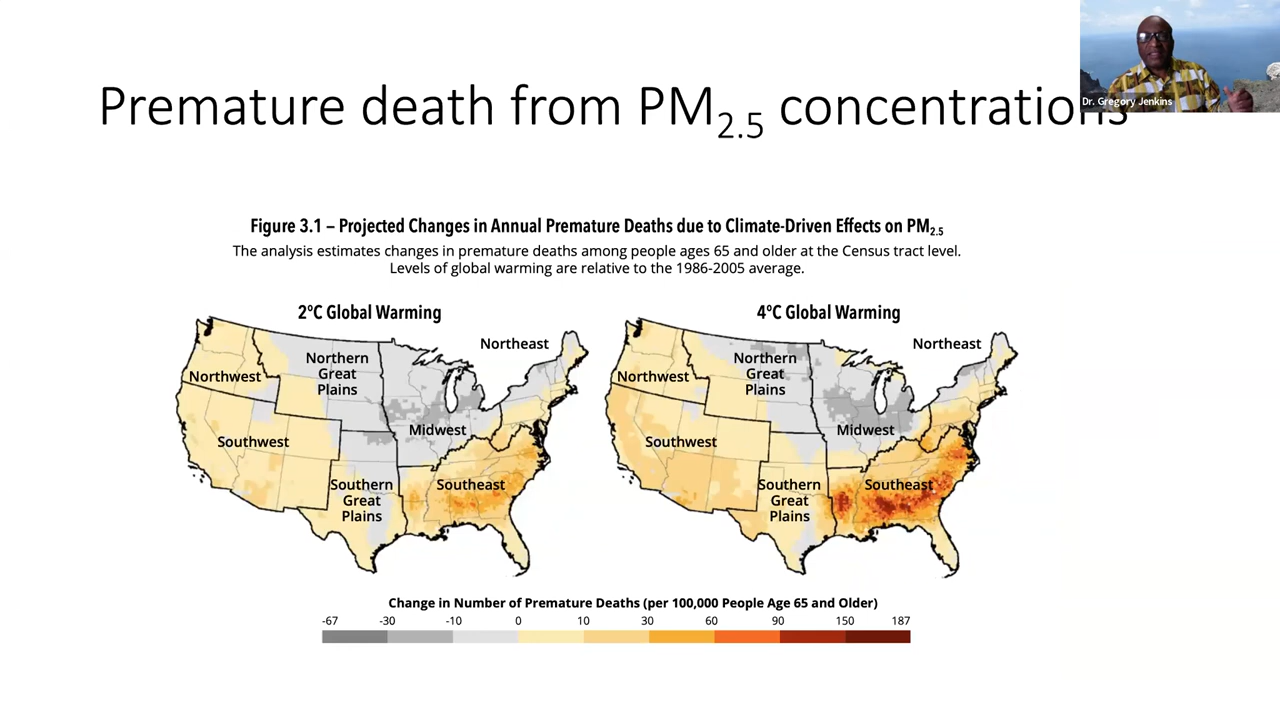 Premature death from PM2.5 concentrations
Dr. Gregory Jenkins
Figure 3.1 – Projected Changes in Annual Premature Deaths due to Climate-Driven Effects on PM2.5
The analysis estimates changes in premature deaths among people ages 65 and older at the Census tract level.
Levels of global warming are relative to the 1986-2005 average.
2°C Global Warming
Northeast
Northern
Great
Plains
Northwest
Midwest
Southwest
Southern
Great
Plains
Southeast
4°C Global Warming
Northeast
Northern
Great
Plains
Northwest
Midwest
Southwest
Southern
Great
Plains
Southeast
Change in Number of Premature Deaths (per 100,000 People Age 65 and Older)
-67 -30 -10 0 10 30 60 90 150 187